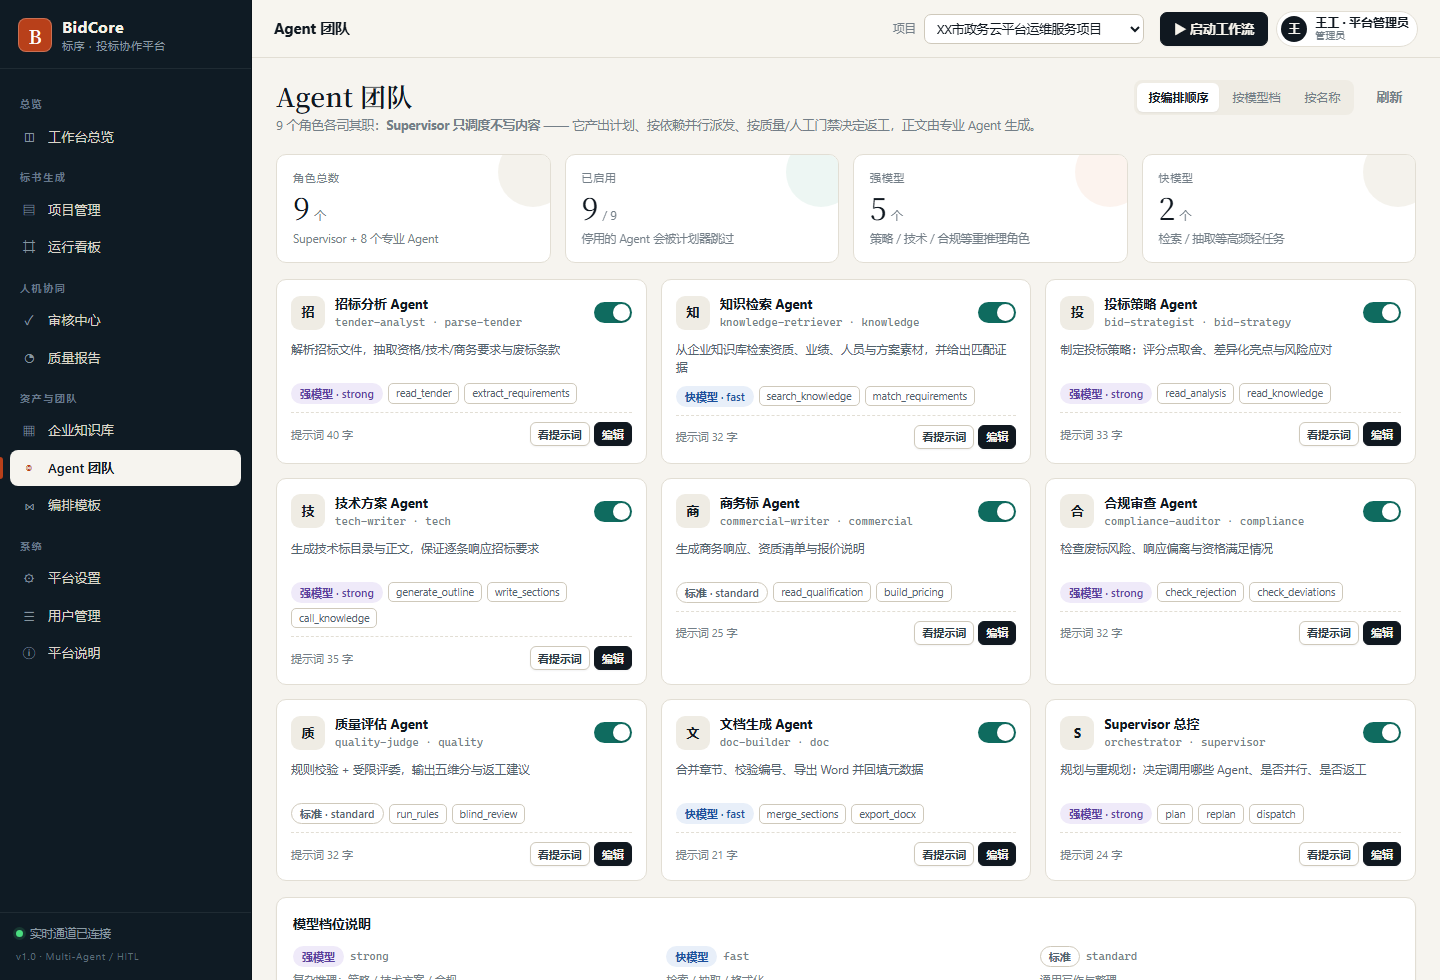 B
BidCore
标序 · 投标协作平台
总览
工作台总览
标书生成
项目管理
运行看板
人机协同
审核中心
质量报告
资产与团队
企业知识库
Agent 团队
编排模板
系统
平台设置
用户管理
平台说明
实时通道已连接
v1.0 · Multi-Agent / HITL
Agent 团队
项目
XX市政务云平台运维服务项目
▶ 启动工作流
王
王工 · 平台管理员
管理员
Agent 团队
9 个角色各司其职：Supervisor 只调度不写内容 —— 它产出计划、按依赖并行派发、按质量/人工门禁决定返工，正文由专业 Agent 生成。
按编排顺序
按模型档
按名称
刷新
角色总数
9 个
Supervisor + 8 个专业 Agent
已启用
9 / 9
停用的 Agent 会被计划器跳过
强模型
5 个
策略 / 技术 / 合规等重推理角色
快模型
2 个
检索 / 抽取等高频轻任务
招
招标分析 Agent
tender-analyst · parse-tender
解析招标文件，抽取资格/技术/商务要求与废标条款
强模型 · strong
read_tender
extract_requirements
提示词 40 字
看提示词
编辑
知
知识检索 Agent
knowledge-retriever · knowledge
从企业知识库检索资质、业绩、人员与方案素材，并给出匹配证
据
快模型 · fast
search_knowledge
match_requirements
提示词 32 字
看提示词
编辑
投
投标策略 Agent
bid-strategist · bid-strategy
制定投标策略：评分点取舍、差异化亮点与风险应对
强模型 · strong
read_analysis
read_knowledge
提示词 33 字
看提示词
编辑
技
技术方案 Agent
tech-writer · tech
生成技术标目录与正文，保证逐条响应招标要求
强模型 · strong
generate_outline
write_sections
call_knowledge
提示词 35 字
看提示词
编辑
商
商务标 Agent
commercial-writer · commercial
生成商务响应、资质清单与报价说明
标准 · standard
read_qualification
build_pricing
提示词 25 字
看提示词
编辑
合
合规审查 Agent
compliance-auditor · compliance
检查废标风险、响应偏离与资格满足情况
强模型 · strong
check_rejection
check_deviations
提示词 32 字
看提示词
编辑
质
质量评估 Agent
quality-judge · quality
规则校验 + 受限评委，输出五维分与返工建议
标准 · standard
run_rules
blind_review
提示词 32 字
看提示词
编辑
文
文档生成 Agent
doc-builder · doc
合并章节、校验编号、导出 Word 并回填元数据
快模型 · fast
merge_sections
export_docx
提示词 21 字
看提示词
编辑
S
Supervisor 总控
orchestrator · supervisor
规划与重规划：决定调用哪些 Agent、是否并行、是否返工
强模型 · strong
plan
replan
dispatch
提示词 24 字
看提示词
编辑
模型档位说明
强模型 strong
快模型 fast
标准 standard
复杂推理：策略 / 技术方案 / 合规
检索 / 抽取 / 格式化
通用写作与整理